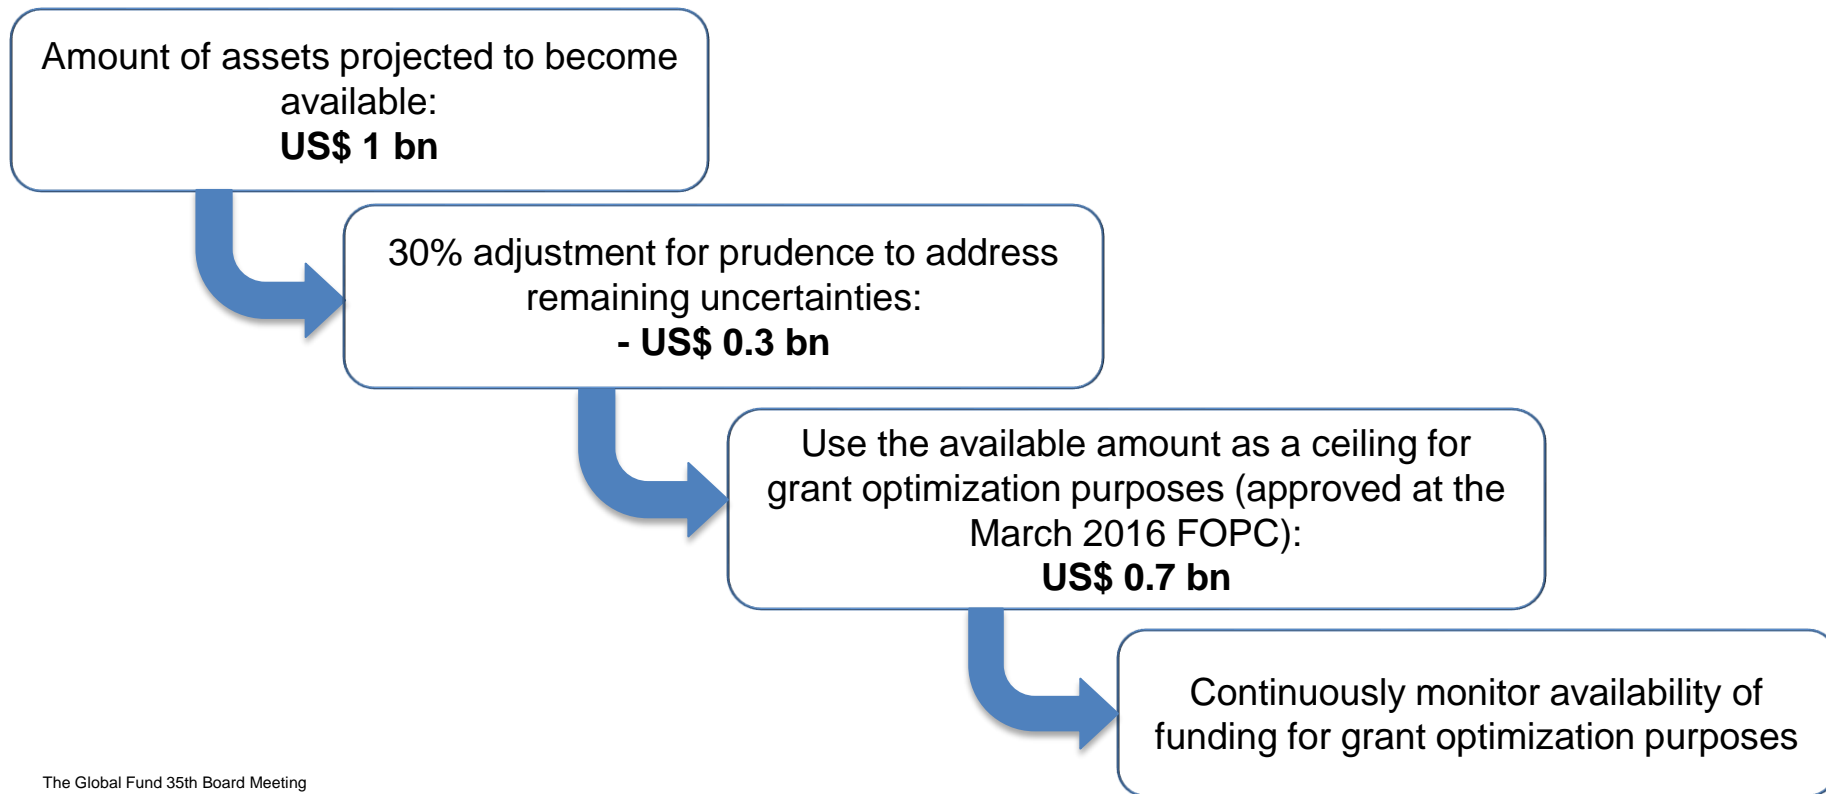 Amount of assets projected to become
available:
US$ 1 bn
30% adjustment for prudence to address
remaining uncertainties:
- US$ 0.3 bn
Use the available amount as a ceiling for
grant optimization purposes (approved at the
March 2016 FOPC):
US$ 0.7 bn
Continuously monitor availability of
funding for grant optimization purposes
The Global Fund 35th Board Meeting